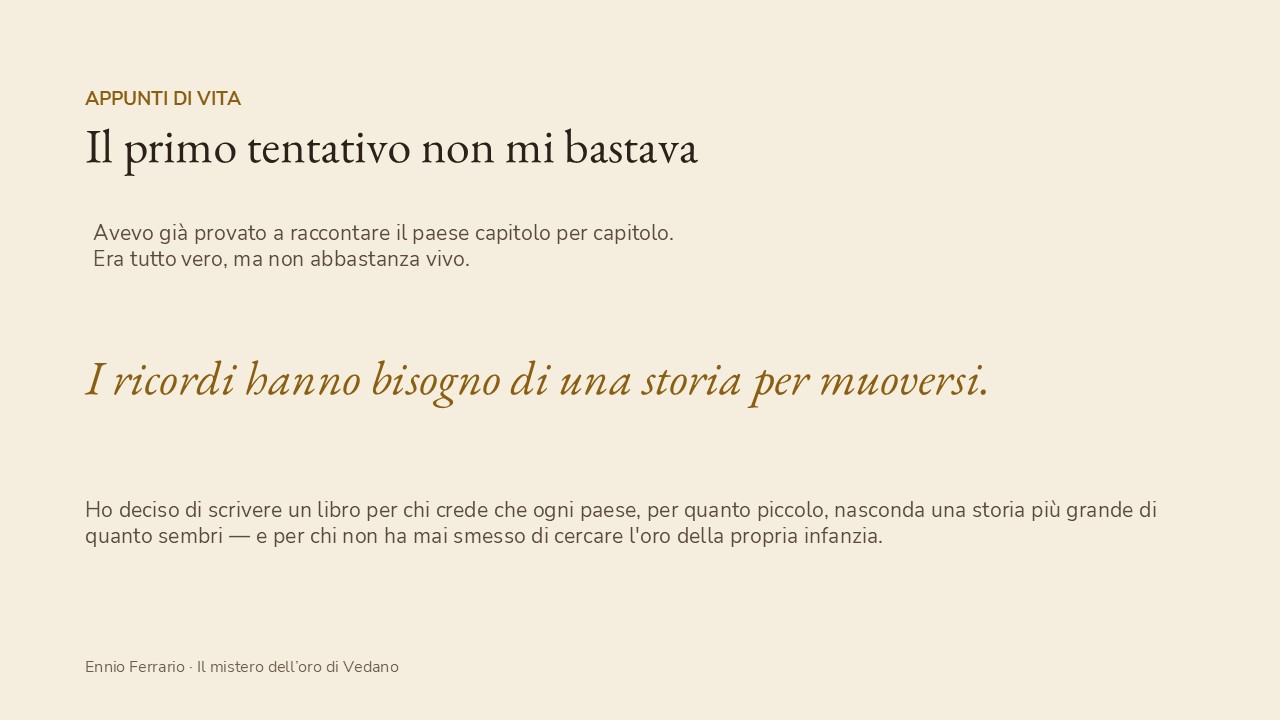 APPUNTI DI VITA
Il primo tentativo non mi bastava
Avevo già provato a raccontare il paese capitolo per capitolo.
Era tutto vero, ma non abbastanza vivo.
I ricordi hanno bisogno di una storia per muoversi.
Ho deciso di scrivere un libro per chi crede che ogni paese, per quanto piccolo, nasconda una storia più grande di
quanto sembri — e per chi non ha mai smesso di cercare l'oro della propria infanzia.
Ennio Ferrario · Il mistero dell’oro di Vedano